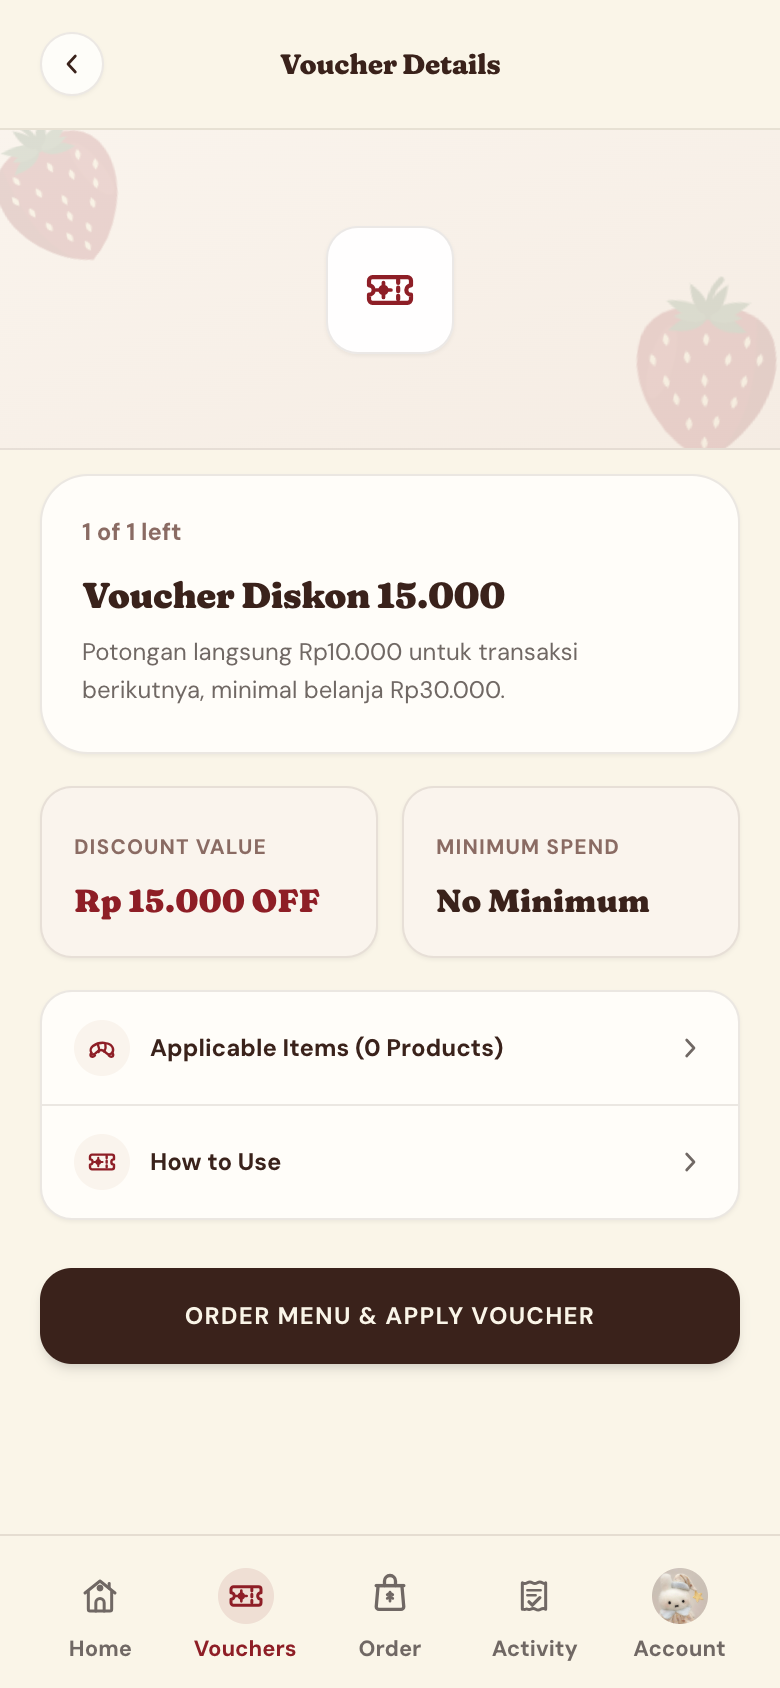 Voucher Details
1 of 1 left
Voucher Diskon 15.000
Potongan langsung Rp10.000 untuk transaksi
berikutnya, minimal belanja Rp30.000.
DISCOUNT VALUE
Rp 15.000 OFF
MINIMUM SPEND
No Minimum
Applicable Items (0 Products)
How to Use
ORDER MENU & APPLY VOUCHER
Home
Vouchers
Order
Activity
Account